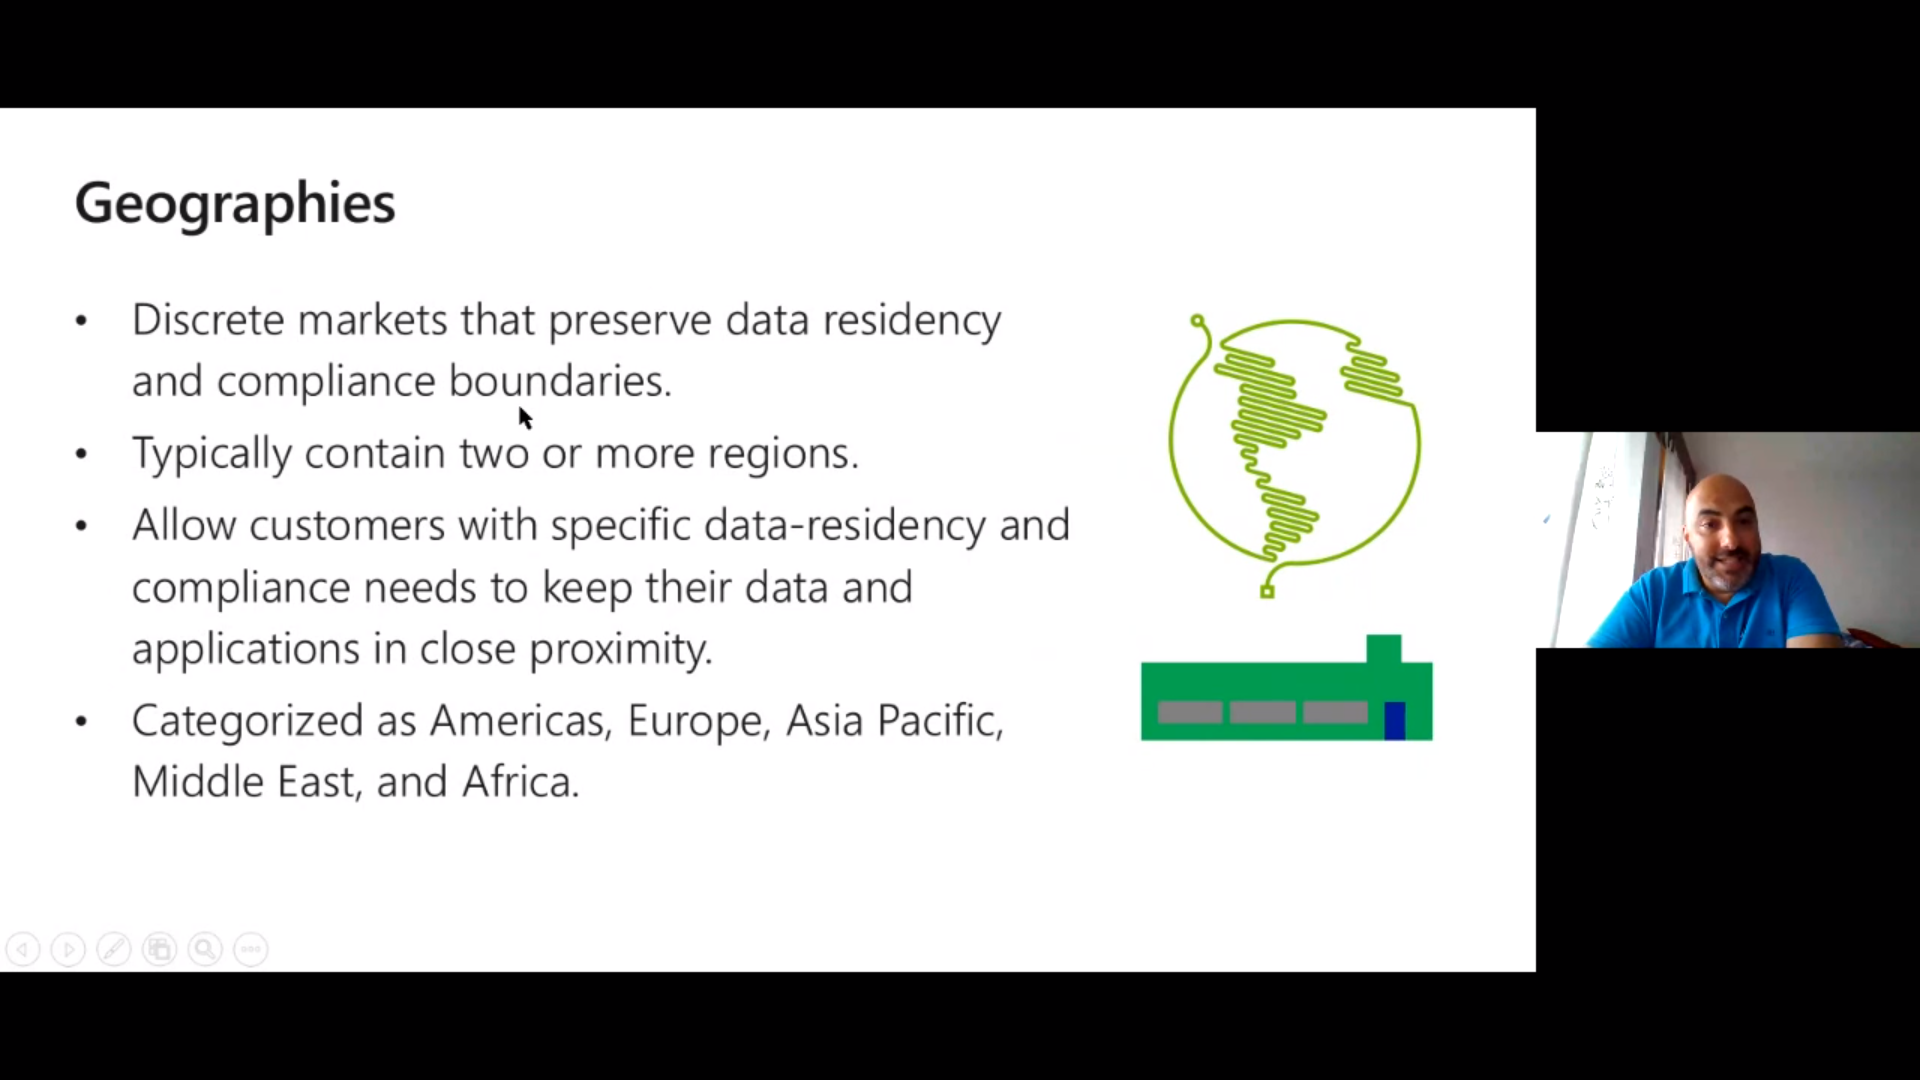 Geographies
• Discrete markets that preserve data residency
and compliance boundaries.
• Typically contain two or more regions.
• Allow customers with specific data-residency and
compliance needs to keep their data and
applications in close proximity.
• Categorized as Americas, Europe, Asia Pacific,
Middle East, and Africa.